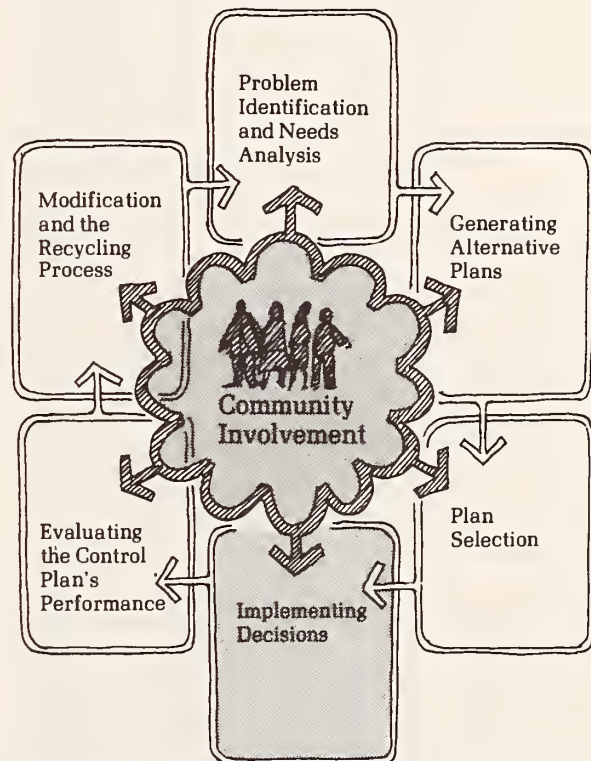 Problem
Identification
and Needs
Analysis
Generating
Alternative
Plans
Plan
Selection
Implementing
Decisions
Evaluating
the Control
Plan's
Performance
Modification
and the
Recycling
Process
Community
Involvement